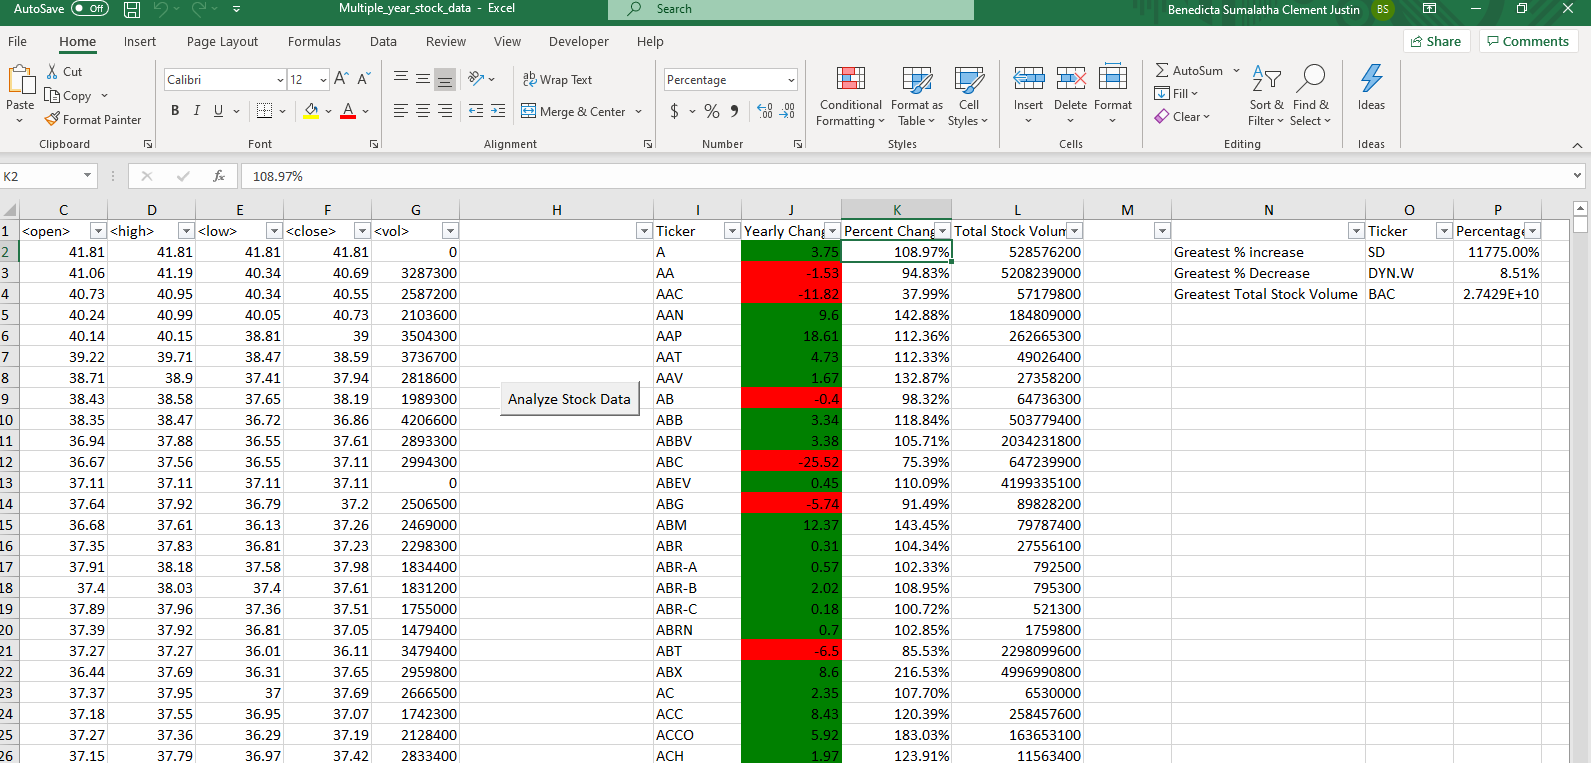 AutoSave Off Multiple_year_stock_data - Excel Search Benedicta Sumalatha Clement Justin BS
File Home Insert Page Layout Formulas Data Review View Developer Help Share Comments
Paste Cut Copy Format Painter
Clipboard
Calibri 12
B I U A
Font
ab Wrap Text
Merge & Center
Alignment
Percentage
$ % ,
Number
Conditional Formatting Format as Table Cell Styles
Styles
Insert Delete Format
Cells
AutoSum Fill Clear Sort & Filter Find & Select
Editing
Ideas
Ideas
K2 fx 108.97%
C D E F G H I J K L M N O P
1 <open> <high> <low> <close> <vol> Ticker Yearly Chang Percent Chang Total Stock Volum Ticker Percentage
2 41.81 41.81 41.81 41.81 0 A 3.75 108.97% 528576200 Greatest % increase SD 11775.00%
3 41.06 41.19 40.34 40.69 3287300 AA -1.53 94.83% 5208239000 Greatest % Decrease DYN.W 8.51%
4 40.73 40.95 40.34 40.55 2587200 AAC -11.82 37.99% 57179800 Greatest Total Stock Volume BAC 2.7429E+10
5 40.24 40.99 40.05 40.73 2103600 AAN 9.6 142.88% 184809000
6 40.14 40.15 38.81 39 3504300 AAP 18.61 112.36% 262665300
7 39.22 39.71 38.47 38.59 3736700 AAT 4.73 112.33% 49026400
8 38.71 38.9 37.41 37.94 2818600 AAV 1.67 132.87% 27358200
9 38.43 38.58 37.65 38.19 1989300 Analyze Stock Data AB -0.4 98.32% 64736300
10 38.35 38.47 36.72 36.86 4206600 ABB 3.34 118.84% 503779400
11 36.94 37.88 36.55 37.61 2893300 ABBV 3.38 105.71% 2034231800
12 36.67 37.56 36.55 37.11 2994300 ABC -25.52 75.39% 647239900
13 37.11 37.11 37.11 37.11 0 ABEV 0.45 110.09% 4199335100
14 37.64 37.92 36.79 37.2 2506500 ABG -5.74 91.49% 89828200
15 36.68 37.61 36.13 37.26 2469000 ABM 12.37 143.45% 79787400
16 37.35 37.83 36.81 37.23 2298300 ABR 0.31 104.34% 27556100
17 37.91 38.18 37.58 37.98 1834400 ABR-A 0.57 102.33% 792500
18 37.4 38.03 37.4 37.61 1831200 ABR-B 2.02 108.95% 795300
19 37.89 37.96 37.36 37.51 1755000 ABR-C 0.18 100.72% 521300
20 37.39 37.92 36.81 37.05 1479400 ABRN 0.7 102.85% 1759800
21 37.27 37.27 36.01 36.11 3479400 ABT -6.5 85.53% 2298099600
22 36.44 37.69 36.31 37.65 2959800 ABX 8.6 216.53% 4996990800
23 37.37 37.95 37 37.69 2666500 AC 2.35 107.70% 6530000
24 37.18 37.55 36.95 37.07 1742300 ACC 8.43 120.39% 258457600
25 37.27 37.36 36.29 37.19 2128400 ACCO 5.92 183.03% 163653100
26 37.15 37.79 36.97 37.42 2833400 ACH 1.97 123.91% 11563400